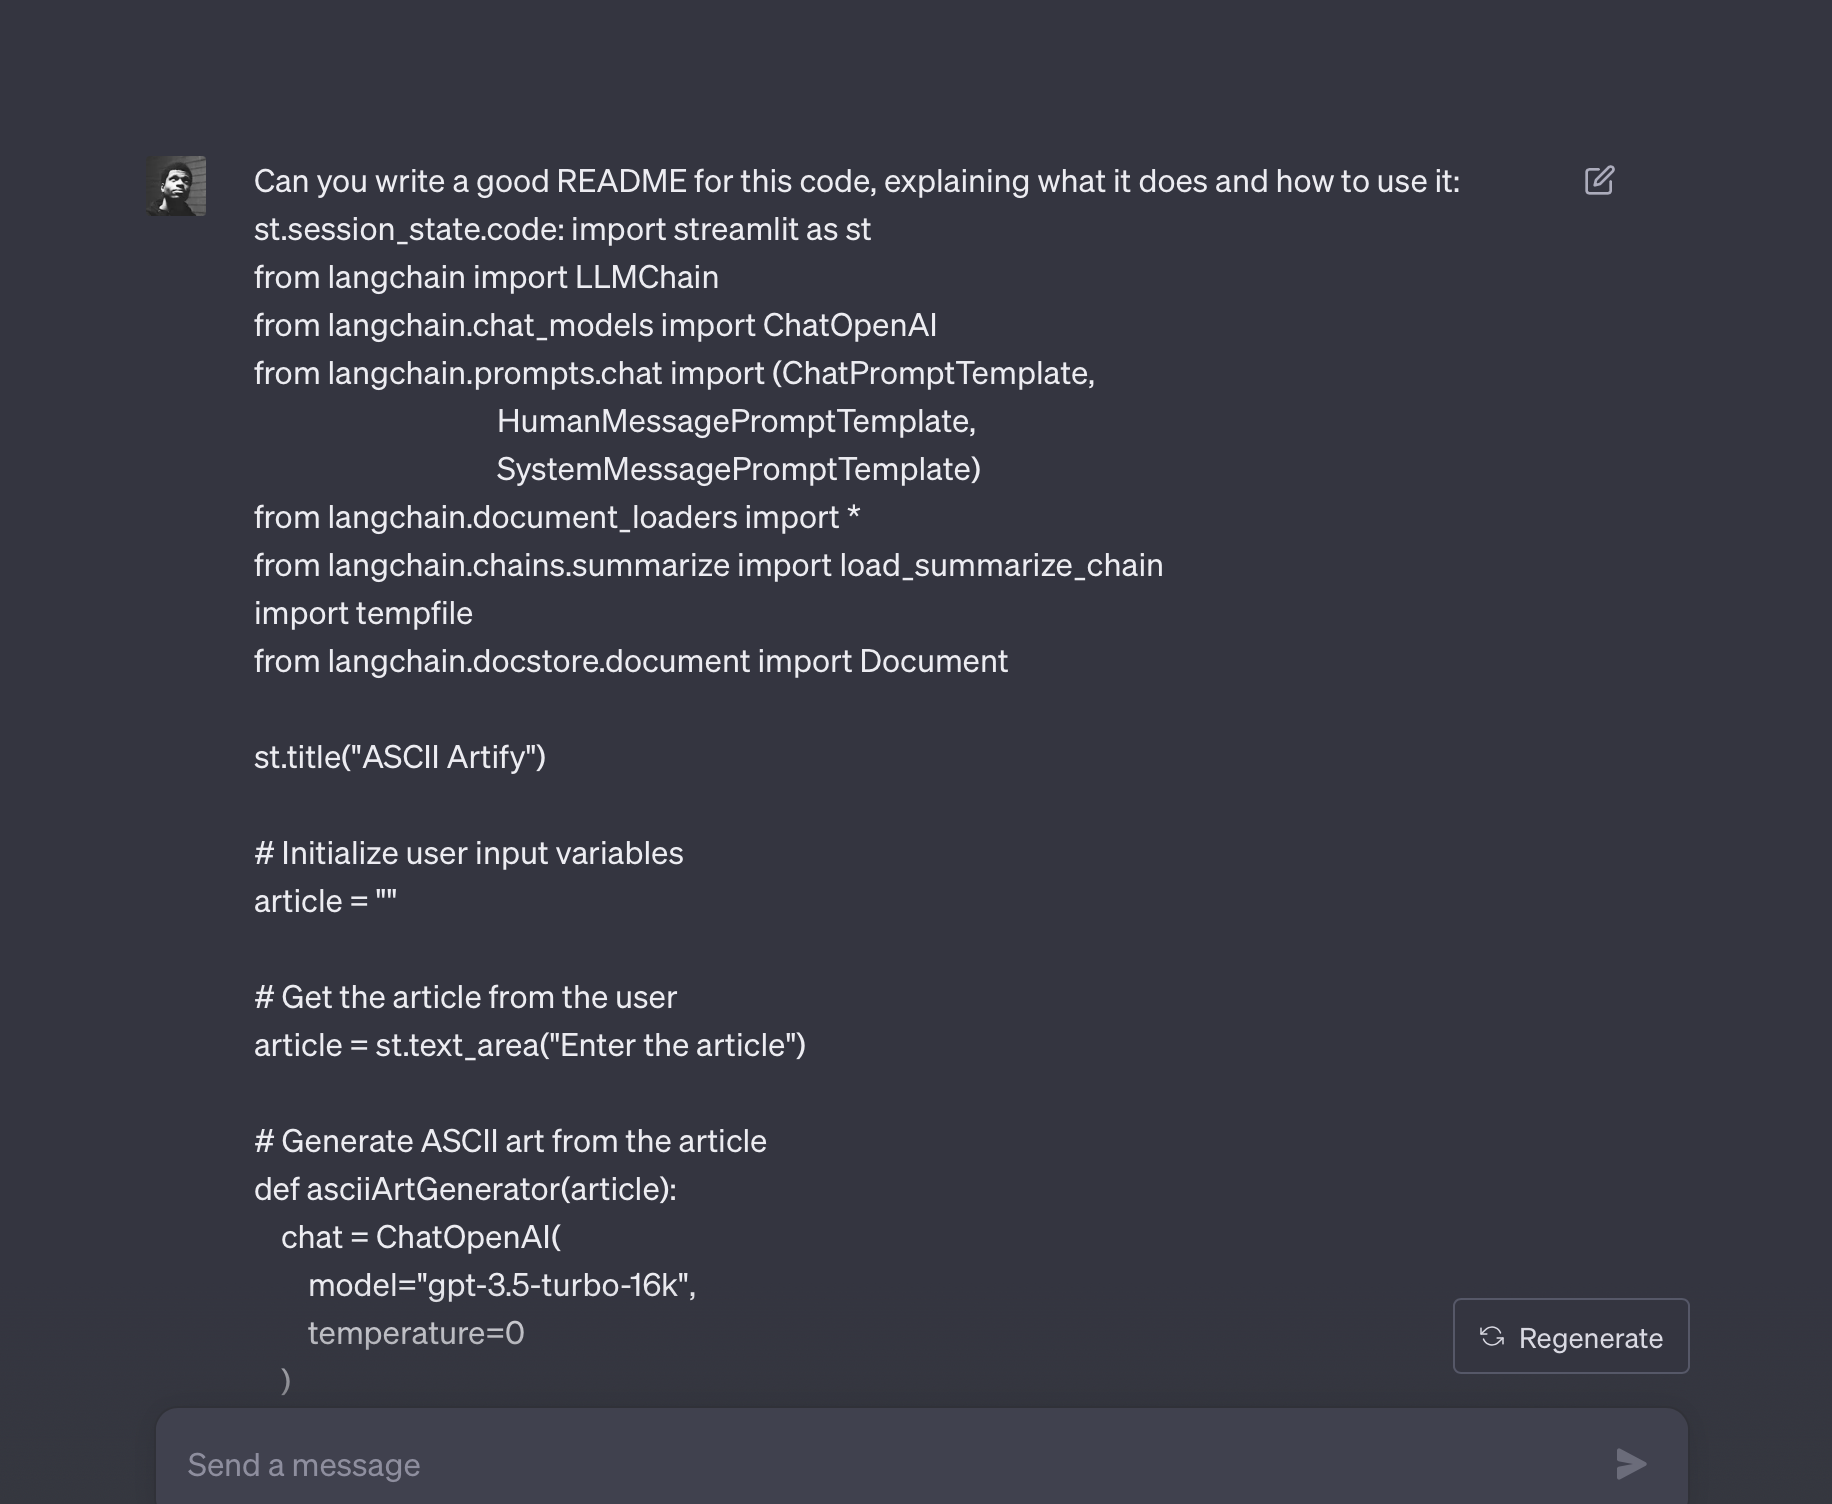 Can you write a good README for this code, explaining what it does and how to use it:
st.session_state.code: import streamlit as st
from langchain import LLMChain
from langchain.chat_models import ChatOpenAI
from langchain.prompts.chat import (ChatPromptTemplate,
HumanMessagePromptTemplate,
SystemMessagePromptTemplate)
from langchain.document_loaders import *
from langchain.chains.summarize import load_summarize_chain
import tempfile
from langchain.docstore.document import Document
st.title("ASCII Artify")
# Initialize user input variables
article = ""
# Get the article from the user
article = st.text_area("Enter the article")
# Generate ASCII art from the article
def asciiArtGenerator(article):
chat = ChatOpenAI(
model="gpt-3.5-turbo-16k",
temperature=0
)
Regenerate
Send a message